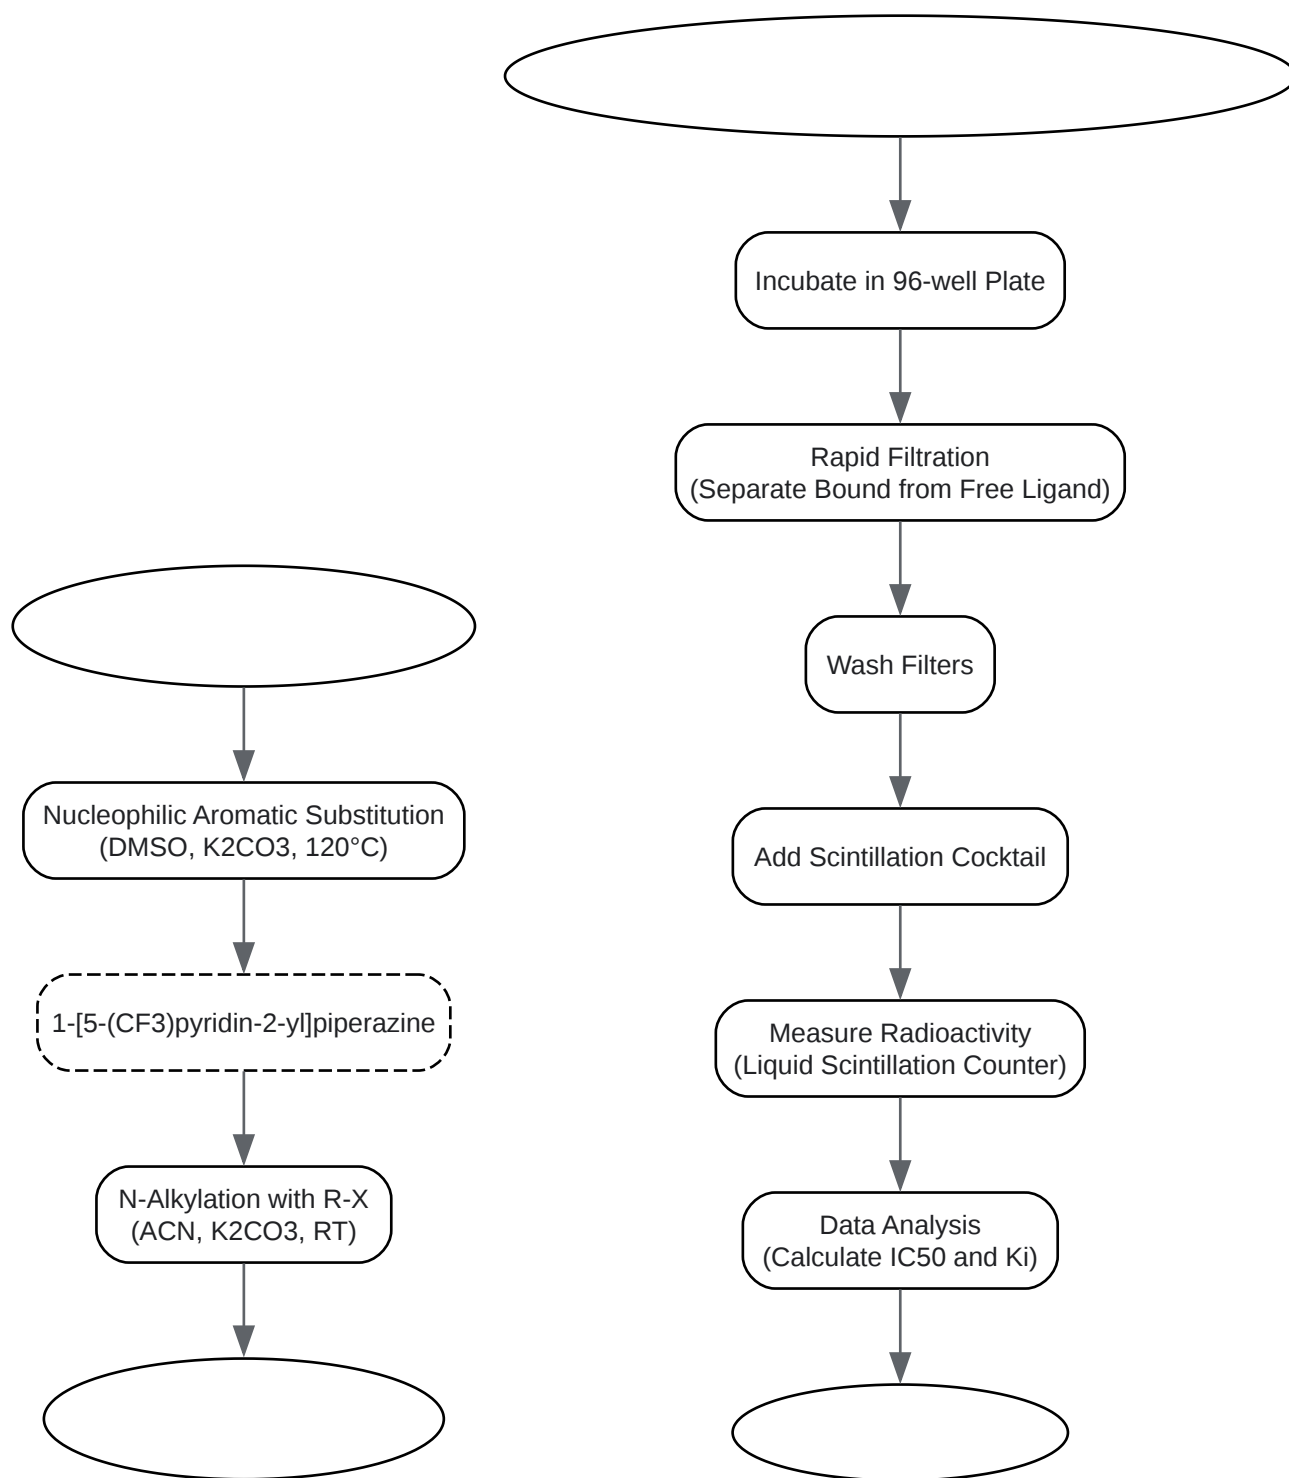 Nucleophilic Aromatic Substitution
(DMSO, K2CO3, 120°C)
1-[5-(CF3)pyridin-2-yl]piperazine
N-Alkylation with R-X
(ACN, K2CO3, RT)
Incubate in 96-well Plate
Rapid Filtration
(Separate Bound from Free Ligand)
Wash Filters
Add Scintillation Cocktail
Measure Radioactivity
(Liquid Scintillation Counter)
Data Analysis
(Calculate IC50 and Ki)